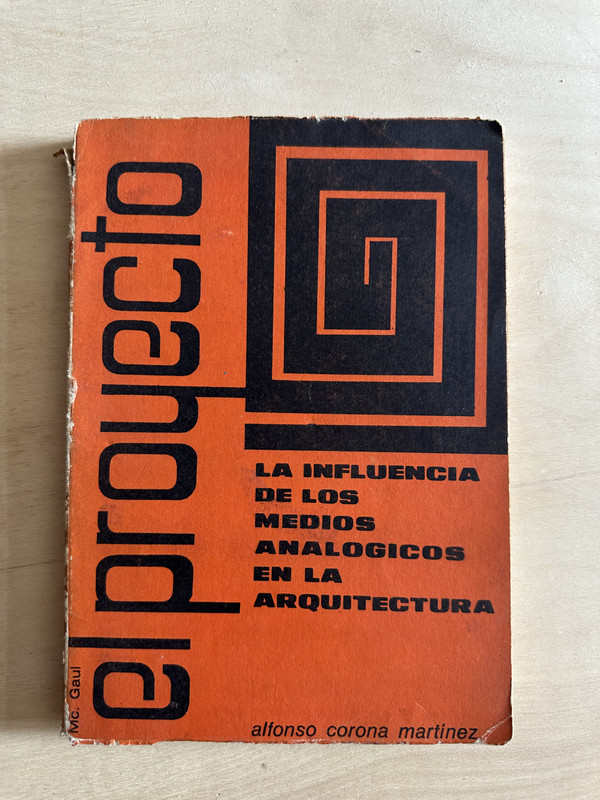 el proyecto
LA INFLUENCIA
DE LOS
MEDIOS
ANALOGICOS
EN LA
ARQUITECTURA
Mc. Gaul
alfonso corona martinez